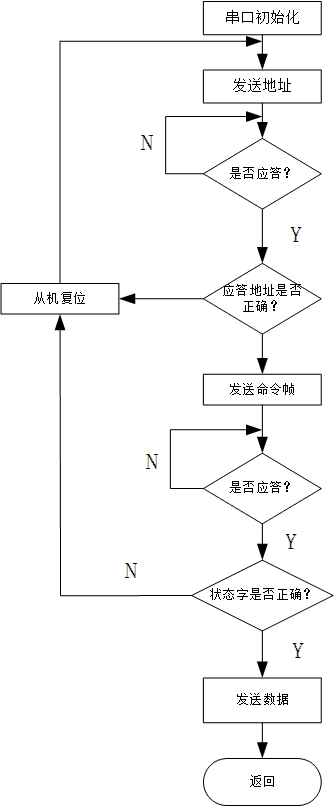 串口初始化
发送地址
N
是否应答？
Y
应答地址是否
正确？
从机复位
发送命令帧
N
是否应答？
Y
N
状态字是否正确？
Y
发送数据
返回